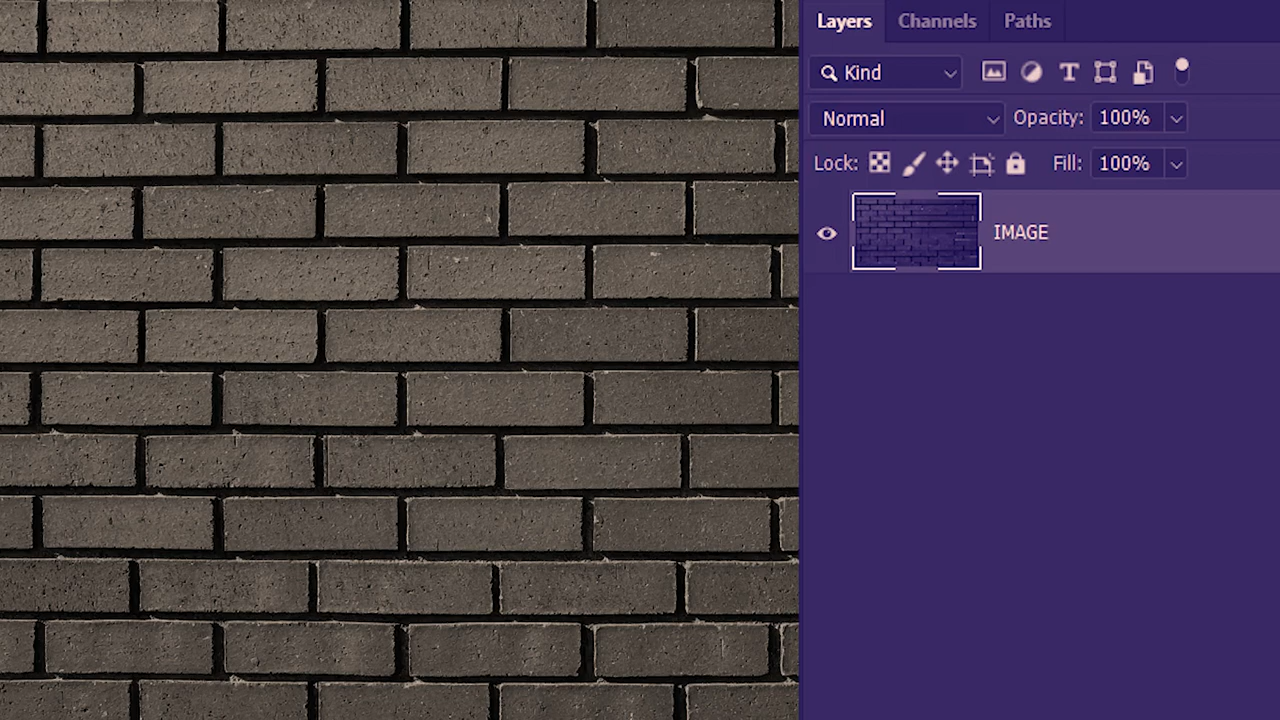 Layers Channels Paths
Kind
Normal Opacity: 100%
Lock: Fill: 100%
IMAGE